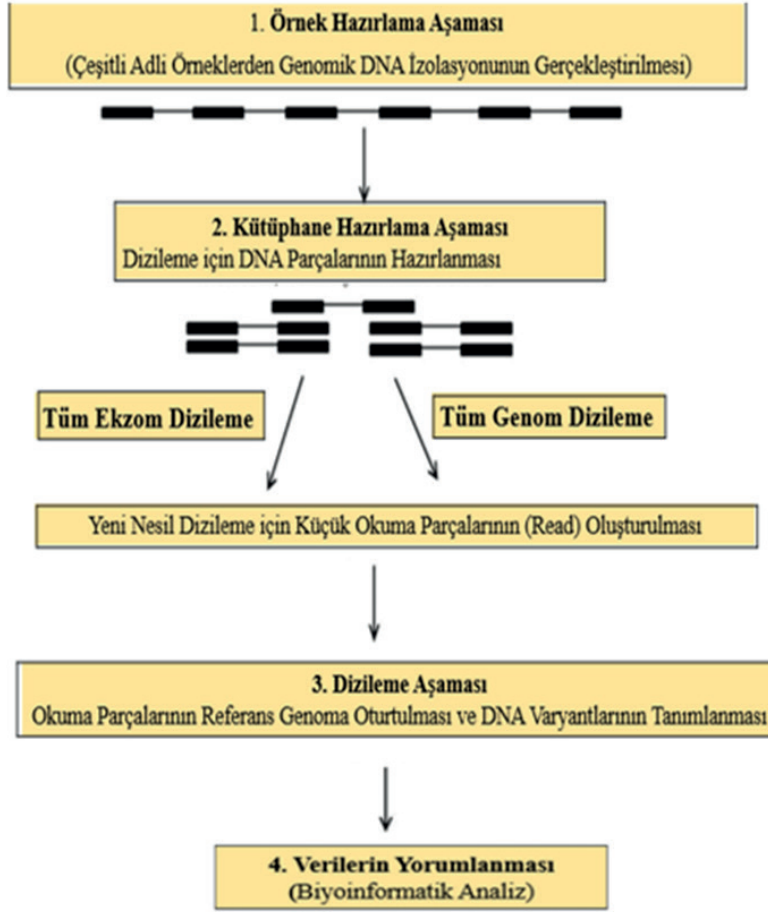 1. Örnek Hazırlama Aşaması
(Çeşitli Adli Örneklerden Genomik DNA İzolasyonunun Gerçekleştirilmesi)
2. Kütüphane Hazırlama Aşaması
Dizileme için DNA Parçalarının Hazırlanması
Tüm Ekzom Dizileme
Tüm Genom Dizileme
Yeni Nesil Dizileme için Küçük Okuma Parçalarının (Read) Oluşturulması
3. Dizileme Aşaması
Okuma Parçalarının Referans Genoma Oturtulması ve DNA Varyantlarının Tanımlanması
4. Verilerin Yorumlanması
(Biyoinformatik Analiz)